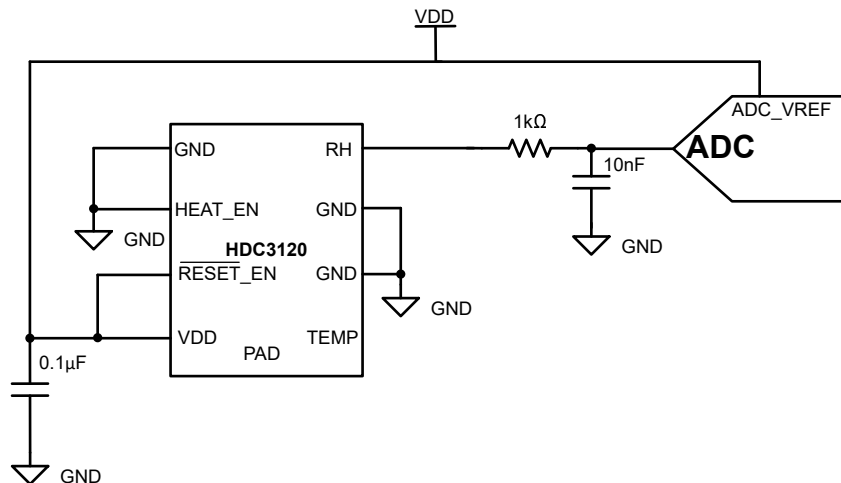 VDD
ADC_VREF
1kΩ
GND
RH
ADC
10nF
HEAT_EN
GND
GND
HDC3120
GND
RESET_EN
GND
GND
VDD
TEMP
0.1µF
PAD
GND